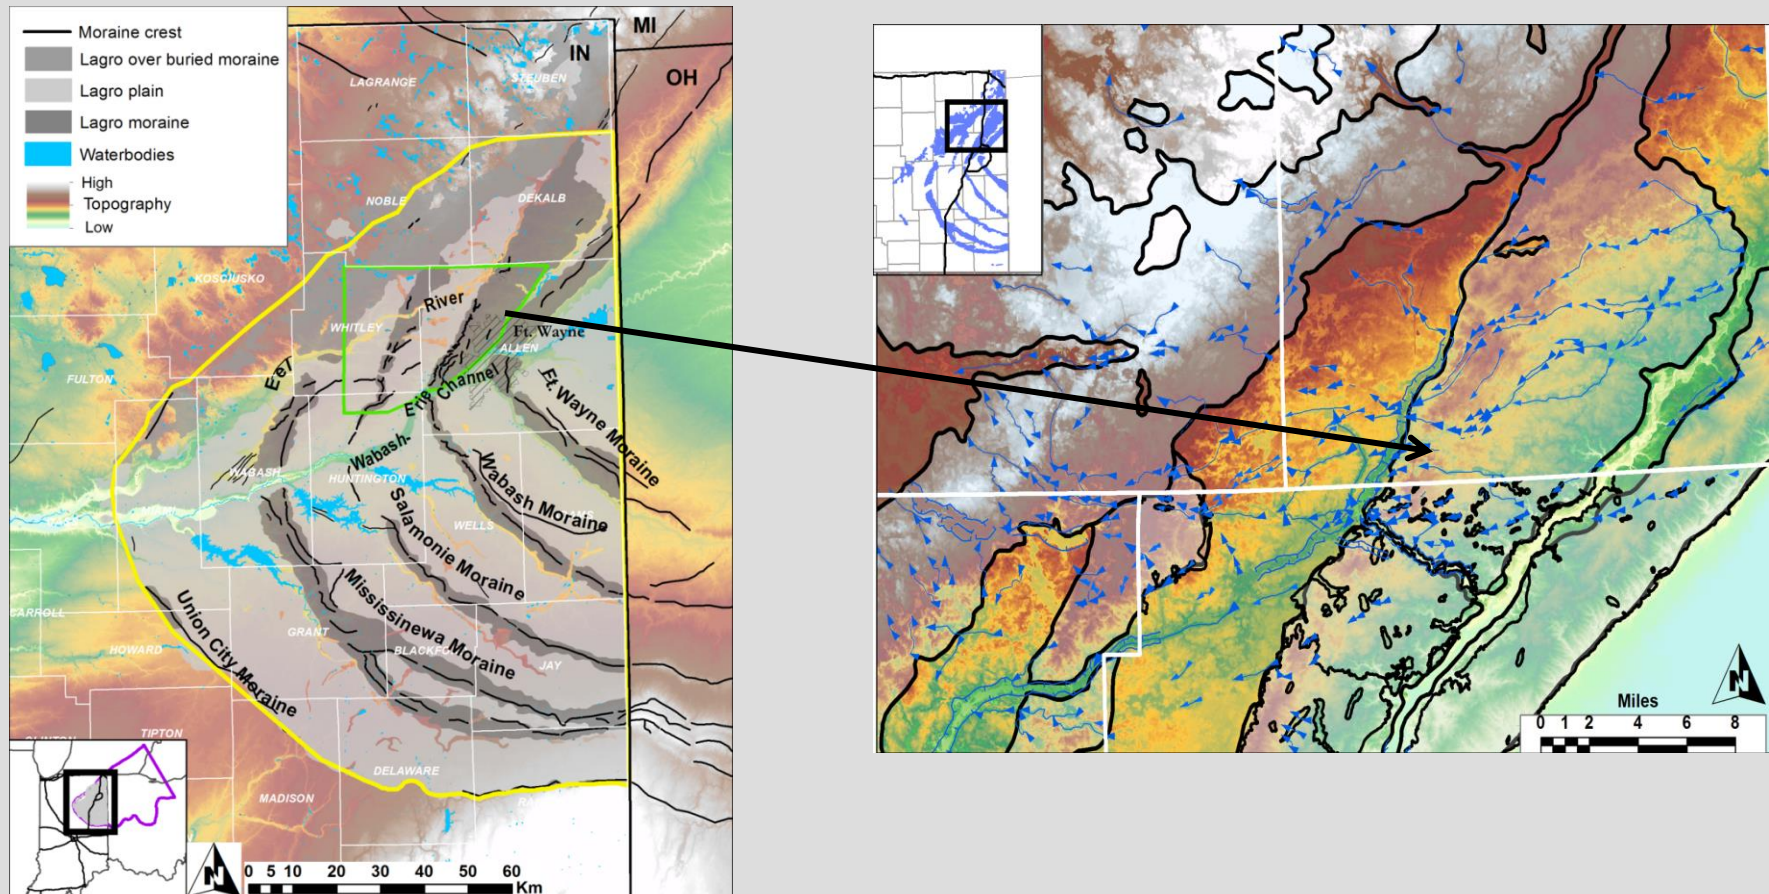 Moraine crest
Lagro over buried moraine
Lagro plain
Lagro moraine
Waterbodies
High
Topography
Low
MI
IN
OH
LAGRANGE
STEUBEN
NOBLE
DEKALB
KOSCIUSKO
WHITLEY
River
Ft. Wayne
ALLEN
FULTON
Eel
Erie
Channel
Ft. Wayne Moraine
Wabash-
WABASH
HUNTINGTON
Wabash Moraine
Salamonie Moraine
WELLS
Mississinewa Moraine
Union City Moraine
CARROLL
GRANT
HOWARD
BLACKFO
JAY
TIPTON
CLINTON
DELAWARE
MADISON
N
0 5 10 20 30 40 50 60
Km
Miles
0 1 2 4 6 8
N